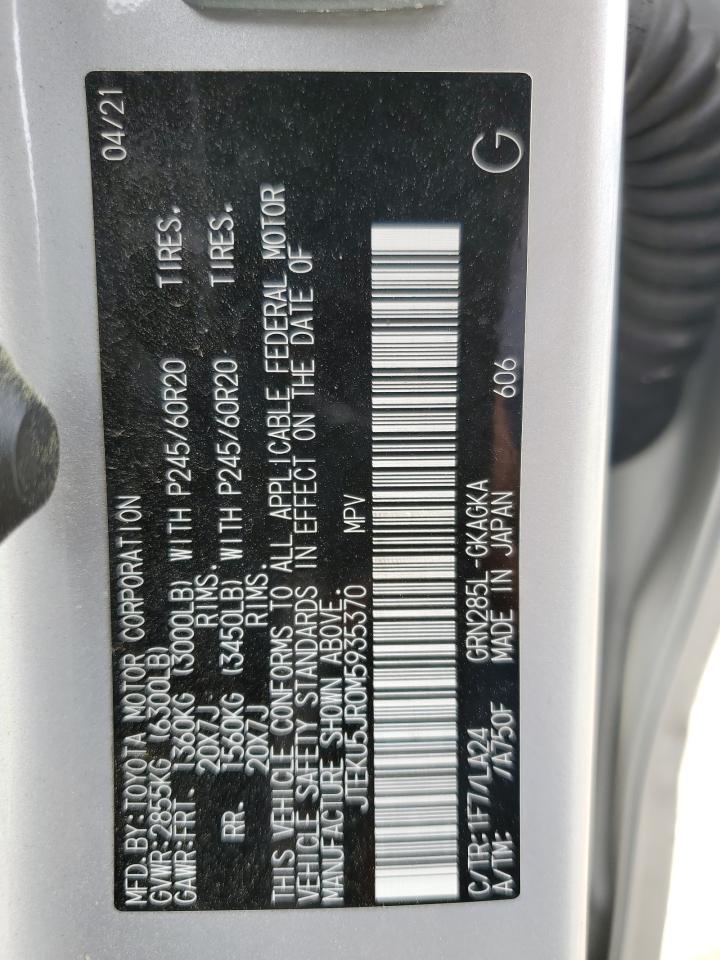 MFD. BY: TOYOTA MOTOR CORPORATION 04/21
GVWR: 2855KG (6300LB)
GAWR: FRT. 1360KG (3000LB) WITH P245/60R20 TIRES.
20X7J RIMS.
RR. 1560KG (3450LB) WITH P245/60R20 TIRES.
20X7J RIMS.
THIS VEHICLE CONFORMS TO ALL APPLICABLE FEDERAL MOTOR
VEHICLE SAFETY STANDARDS IN EFFECT ON THE DATE OF
MANUFACTURE SHOWN ABOVE.
JTEKU5JR0M5935370 MPV
C/TR: 1F7/LA24 GRN285L-GKAGKA 606 G
A/TM: /A750F MADE IN JAPAN